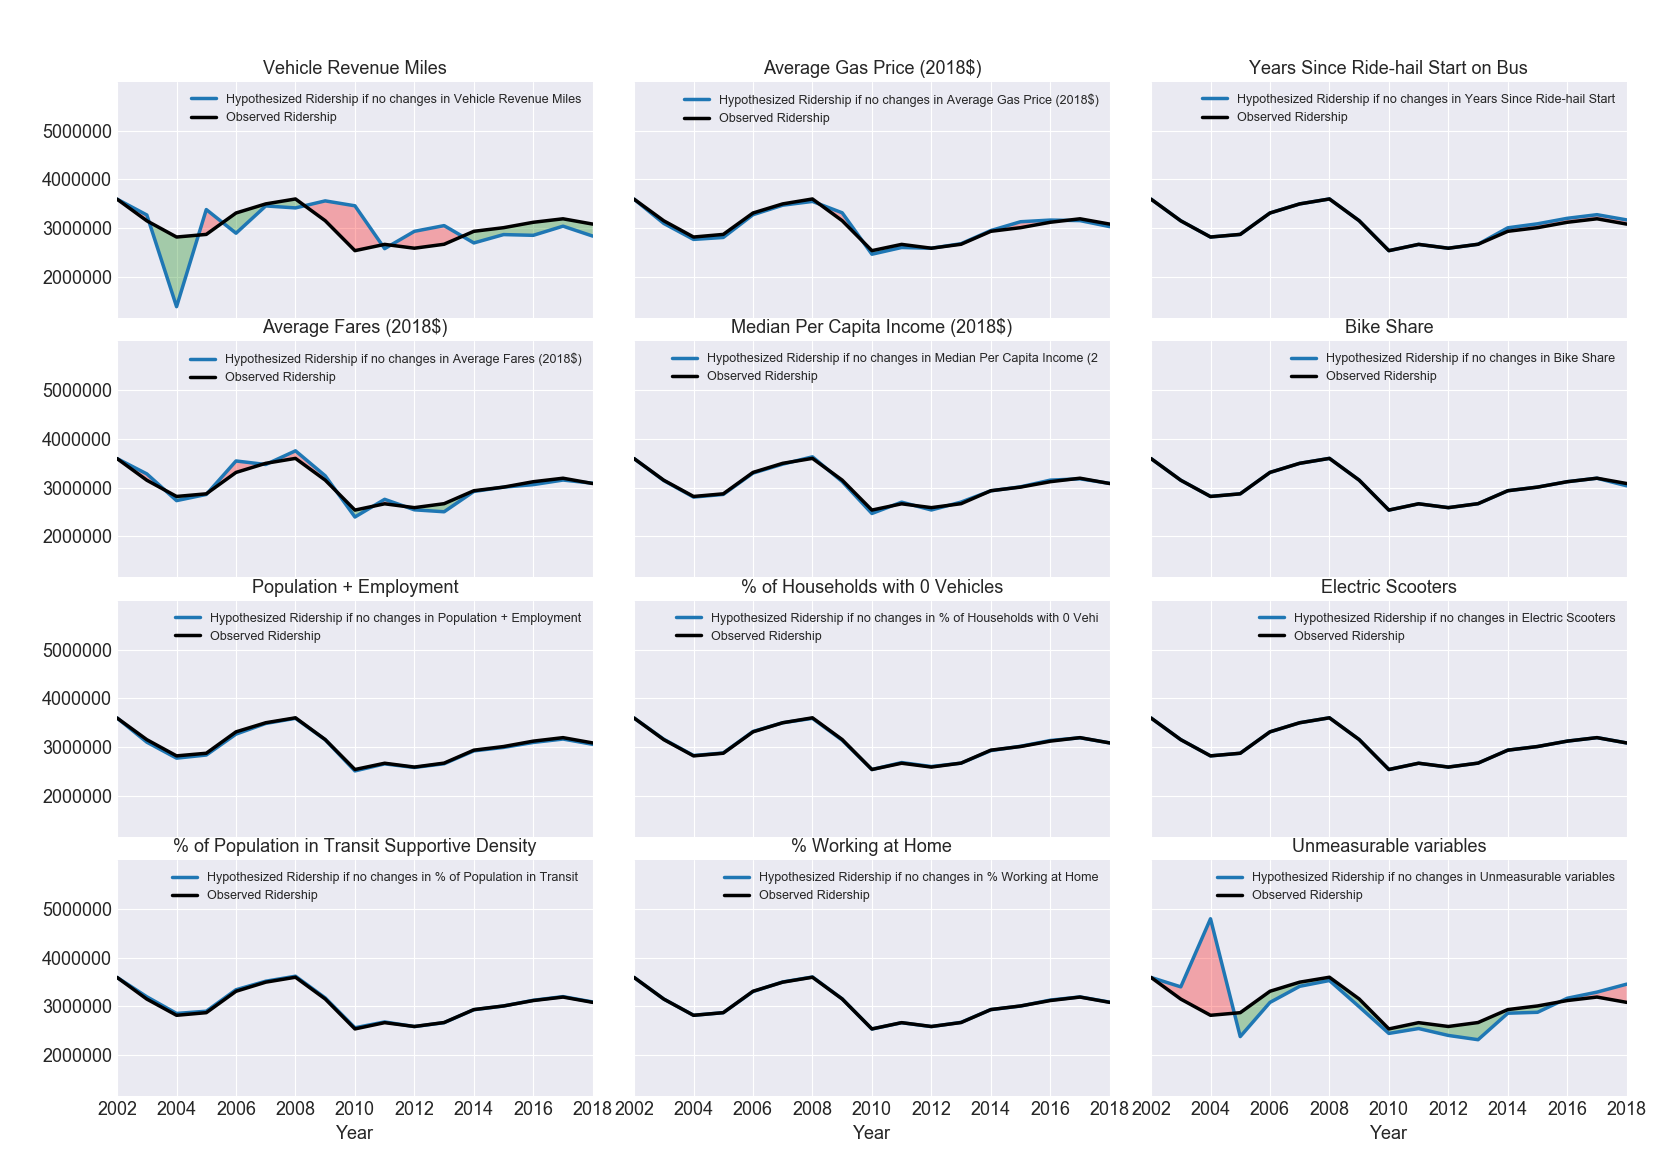 Vehicle Revenue Miles
Hypothesized Ridership if no changes in Vehicle Revenue Miles
Observed Ridership
5000000
4000000
3000000
2000000
Average Gas Price (2018$)
Hypothesized Ridership if no changes in Average Gas Price (2018$)
Observed Ridership
Years Since Ride-hail Start on Bus
Hypothesized Ridership if no changes in Years Since Ride-hail Start
Observed Ridership
Average Fares (2018$)
Hypothesized Ridership if no changes in Average Fares (2018$)
Observed Ridership
5000000
4000000
3000000
2000000
Median Per Capita Income (2018$)
Hypothesized Ridership if no changes in Median Per Capita Income (2
Observed Ridership
Bike Share
Hypothesized Ridership if no changes in Bike Share
Observed Ridership
Population + Employment
Hypothesized Ridership if no changes in Population + Employment
Observed Ridership
5000000
4000000
3000000
2000000
% of Households with 0 Vehicles
Hypothesized Ridership if no changes in % of Households with 0 Vehi
Observed Ridership
Electric Scooters
Hypothesized Ridership if no changes in Electric Scooters
Observed Ridership
% of Population in Transit Supportive Density
Hypothesized Ridership if no changes in % of Population in Transit
Observed Ridership
5000000
4000000
3000000
2000000
2002 2004 2006 2008 2010 2012 2014 2016 2018
Year
% Working at Home
Hypothesized Ridership if no changes in % Working at Home
Observed Ridership
2002 2004 2006 2008 2010 2012 2014 2016 2018
Year
Unmeasurable variables
Hypothesized Ridership if no changes in Unmeasurable variables
Observed Ridership
2002 2004 2006 2008 2010 2012 2014 2016 2018
Year